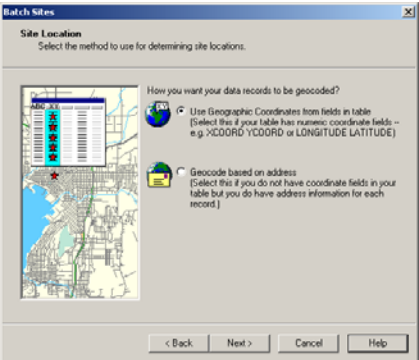 Batch Sites
Site Location
Select the method to use for determining site locations.
How you want your data records to be geocoded?
Use Geographic Coordinates from fields in table
(Select this if your table has numeric coordinate fields --
e.g. XCOORD YCOORD or LONGITUDE LATITUDE)
ABC XY
Geocode based on address
(Select this if you do not have coordinate fields in your
table but you do have address information for each
record.)
< Back
Next >
Cancel
Help